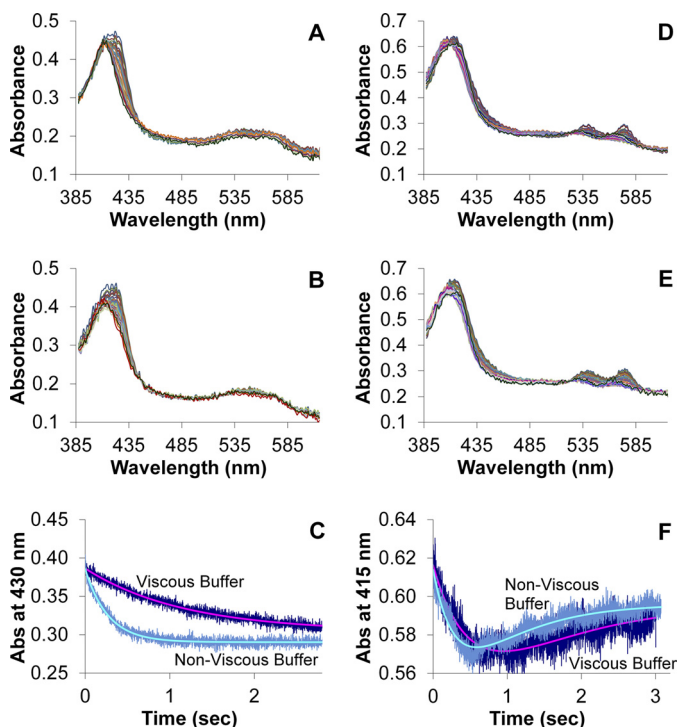 A
0.5
0.4
0.3
0.2
0.1
Absorbance
385 435 485 535 585
Wavelength (nm)
D
0.7
0.6
0.5
0.4
0.3
0.2
0.1
Absorbance
385 435 485 535 585
Wavelength (nm)
B
0.5
0.4
0.3
0.2
0.1
Absorbance
385 435 485 535 585
Wavelength (nm)
E
0.7
0.6
0.5
0.4
0.3
0.2
0.1
Absorbance
385 435 485 535 585
Wavelength (nm)
C
0.45
0.40
0.35
0.30
0.25
Abs at 430 nm
Viscous Buffer
Non-Viscous Buffer
0 1 2
Time (sec)
F
0.64
0.62
0.60
0.58
0.56
Abs at 415 nm
Non-Viscous
Buffer
Viscous Buffer
0 1 2 3
Time (sec)